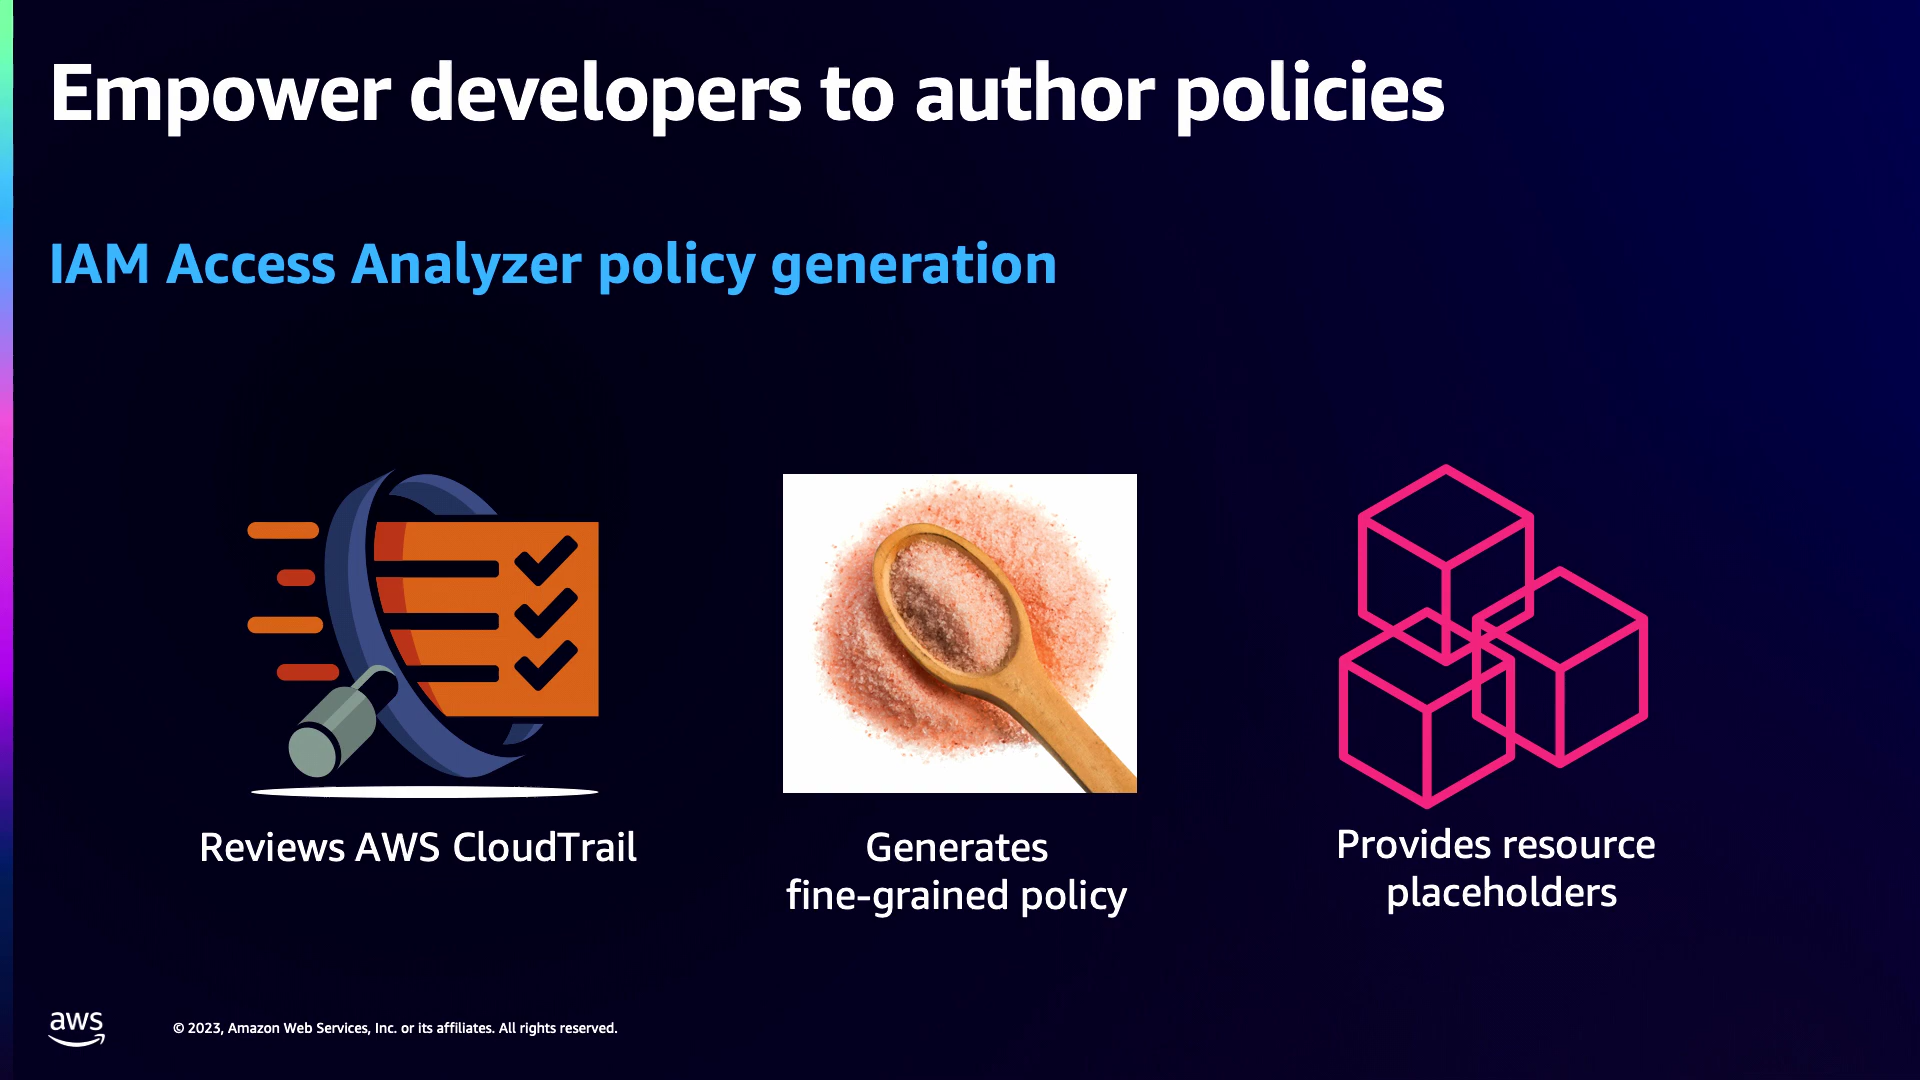 Empower developers to author policies
IAM Access Analyzer policy generation
Reviews AWS CloudTrail
Generates
fine-grained policy
Provides resource
placeholders
aws
© 2023, Amazon Web Services, Inc. or its affiliates. All rights reserved.